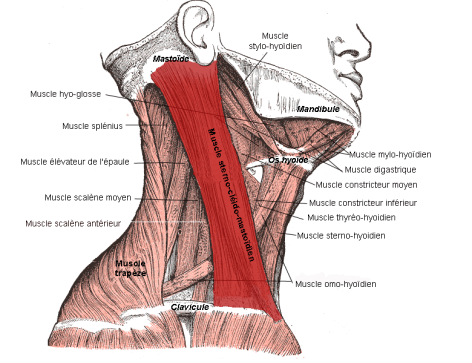 Muscle
stylo-hyoïdien
Mastoïde
Muscle hyo-glosse
Mandibule
Muscle splénius
Muscle mylo-hyoïdien
Os hyoïde
Muscle élévateur de l'épaule
Muscle digastrique
Muscle constricteur moyen
Muscle scalène moyen
Muscle constricteur inférieur
Muscle thyréo-hyoidien
Muscle scalène antérieur
Muscle sterno-cléido-mastoïdien
Muscle sterno-hyoidien
Muscle
trapèze
Muscle omo-hyoïdien
Clavicule